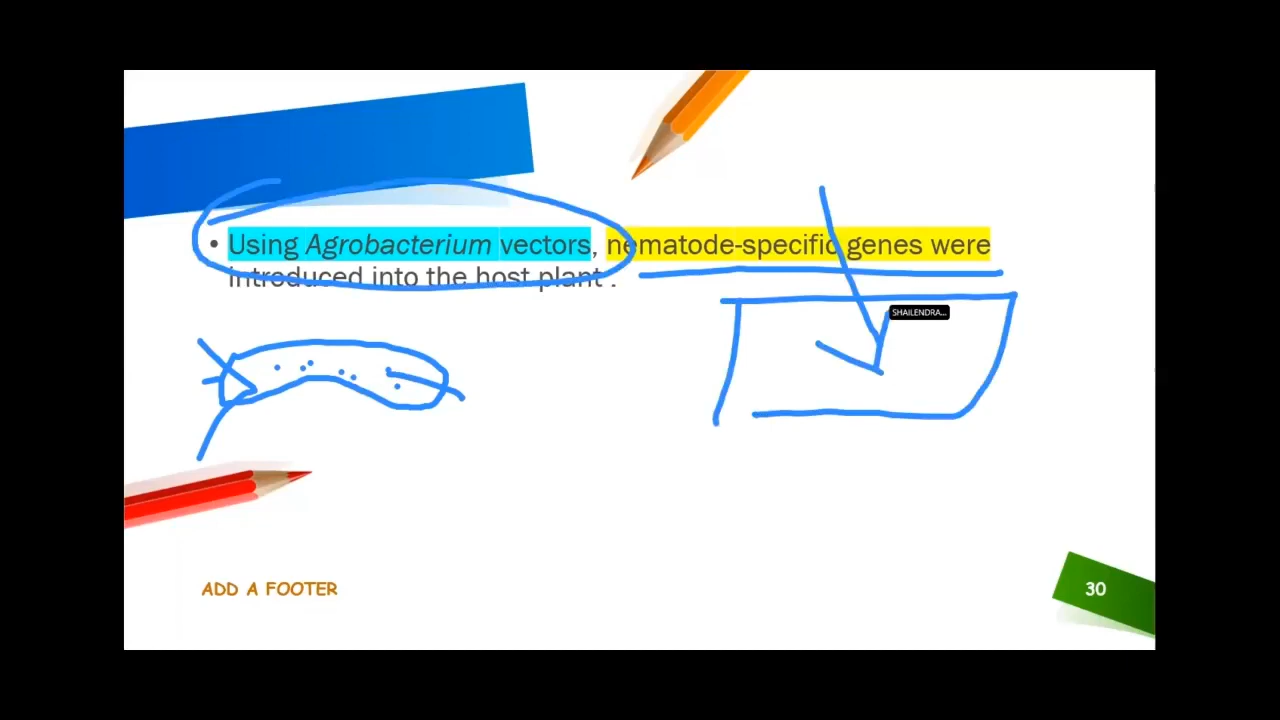 • Using Agrobacterium vectors, nematode-specific genes were
introduced into the host plant .
SHAILENDRA...
ADD A FOOTER
30